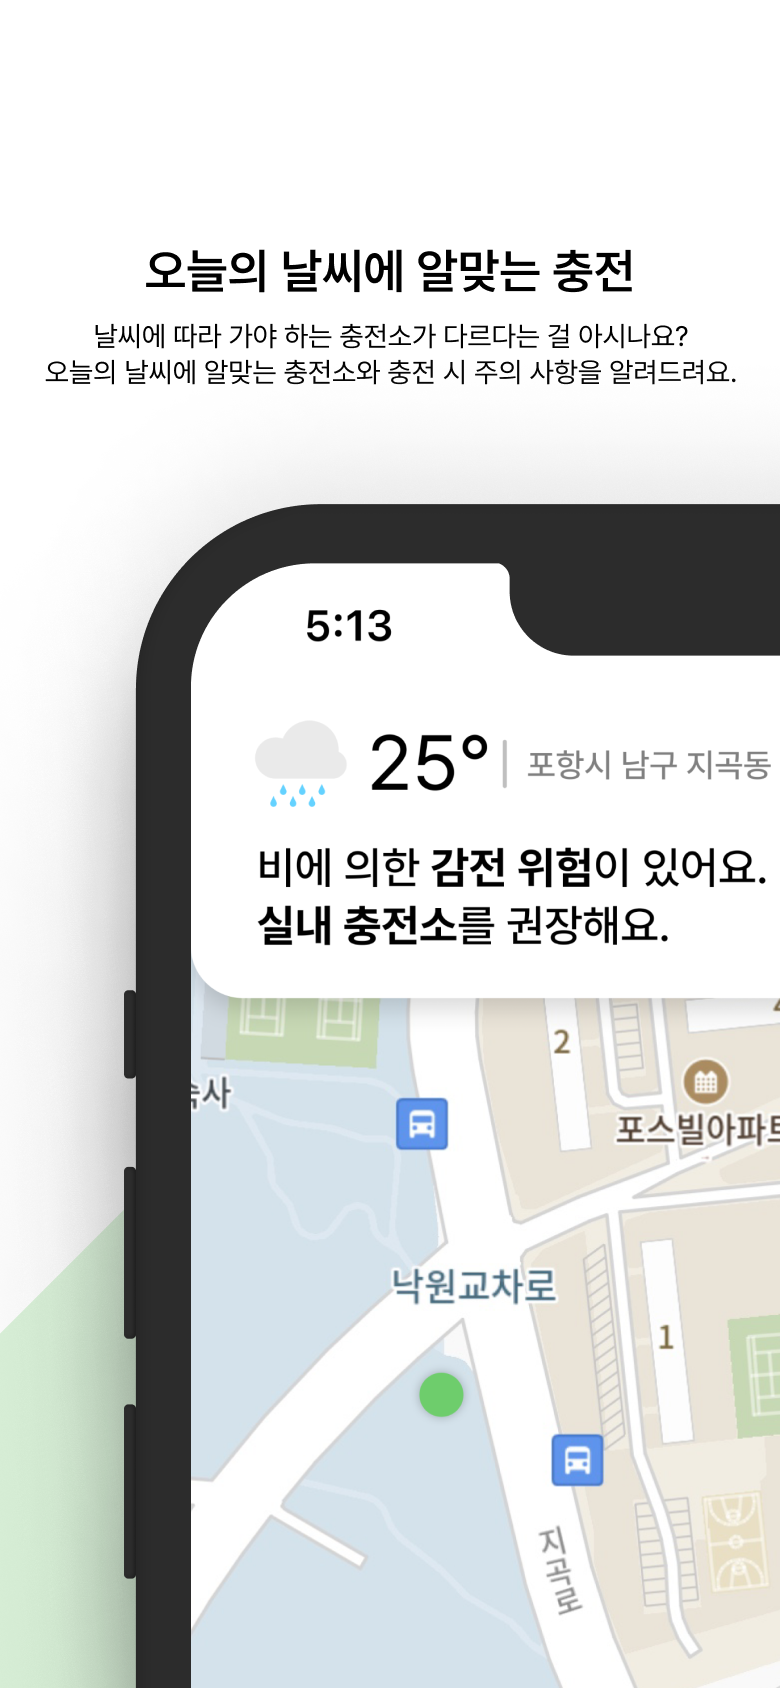 오늘의 날씨에 알맞는 충전
날씨에 따라 가야 하는 충전소가 다르다는 걸 아시나요?
오늘의 날씨에 알맞는 충전소와 충전 시 주의 사항을 알려드려요.
5:13
25° | 포항시 남구 지곡동
비에 의한 감전 위험이 있어요.
실내 충전소를 권장해요.
2
포스빌아파트
낙원교차로
1
지곡로